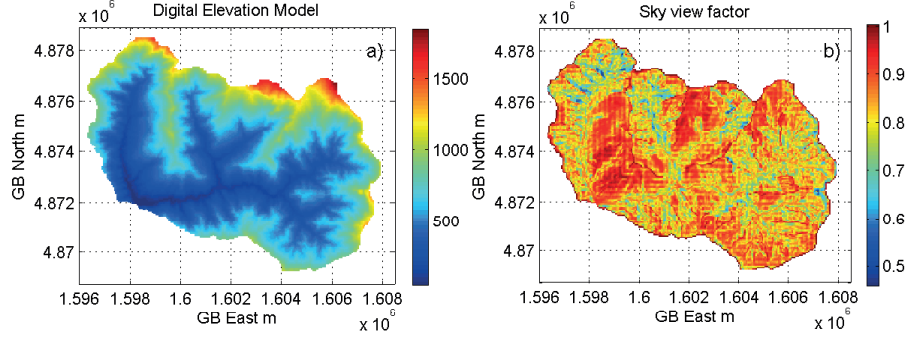 Digital Elevation Model
x 10^6
4.878
4.876
4.874
4.872
4.87
GB North m
1.596 1.598 1.6 1.602 1.604 1.606 1.608
GB East m
x 10^6
a)
1500
1000
500
Sky view factor
x 10^6
4.878
4.876
4.874
4.872
4.87
GB North m
1.596 1.598 1.6 1.602 1.604 1.606 1.608
GB East m
x 10^6
b)
1
0.9
0.8
0.7
0.6
0.5